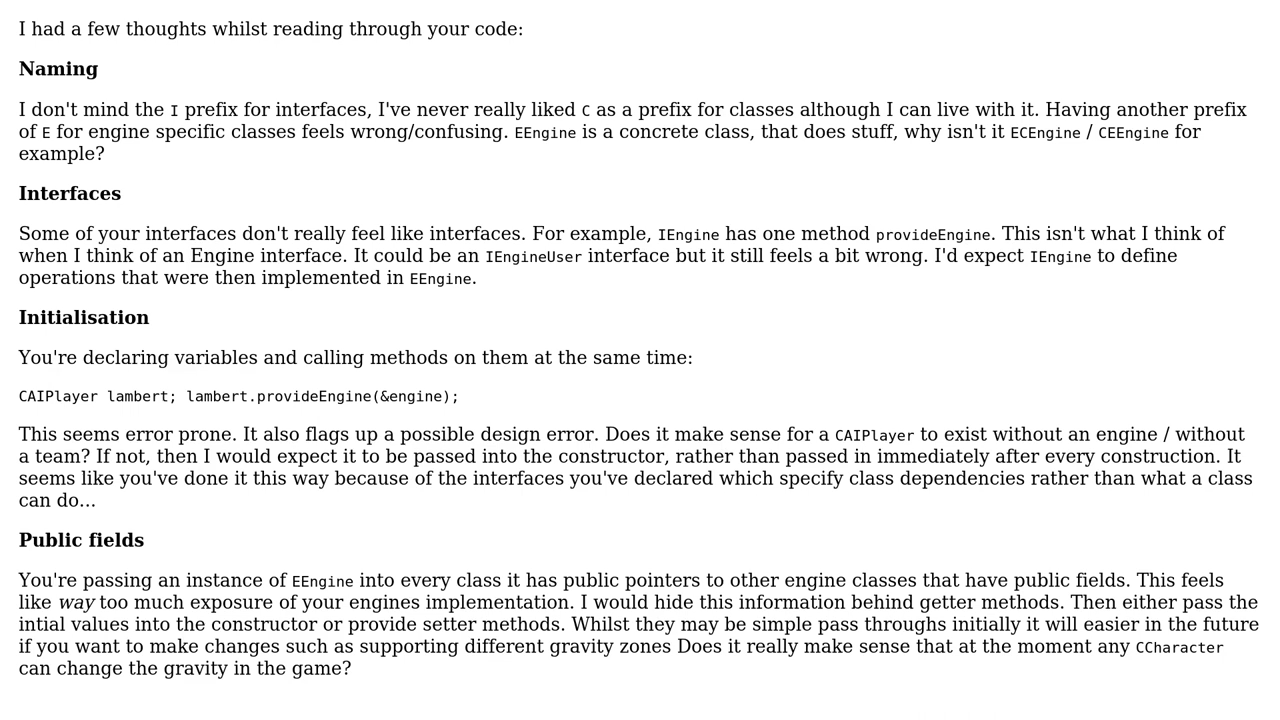 I had a few thoughts whilst reading through your code:
Naming
I don't mind the I prefix for interfaces, I've never really liked C as a prefix for classes although I can live with it. Having another prefix
of E for engine specific classes feels wrong/confusing. EEngine is a concrete class, that does stuff, why isn't it ECEngine / CEEngine for
example?
Interfaces
Some of your interfaces don't really feel like interfaces. For example, IEngine has one method provideEngine. This isn't what I think of
when I think of an Engine interface. It could be an IEngineUser interface but it still feels a bit wrong. I'd expect IEngine to define
operations that were then implemented in EEngine.
Initialisation
You're declaring variables and calling methods on them at the same time:
CAIPlayer lambert; lambert.provideEngine(&engine);
This seems error prone. It also flags up a possible design error. Does it make sense for a CAIPlayer to exist without an engine / without
a team? If not, then I would expect it to be passed into the constructor, rather than passed in immediately after every construction. It
seems like you've done it this way because of the interfaces you've declared which specify class dependencies rather than what a class
can do...
Public fields
You're passing an instance of EEngine into every class it has public pointers to other engine classes that have public fields. This feels
like way too much exposure of your engines implementation. I would hide this information behind getter methods. Then either pass the
intial values into the constructor or provide setter methods. Whilst they may be simple pass throughs initially it will easier in the future
if you want to make changes such as supporting different gravity zones Does it really make sense that at the moment any CCharacter
can change the gravity in the game?